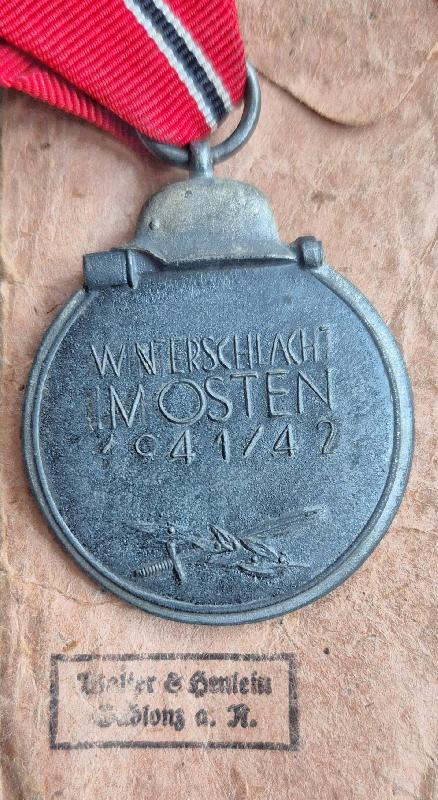 WINTERSCHLACHT
IM OSTEN
1941/42
Walter & Henlein
Gablonz a. N.